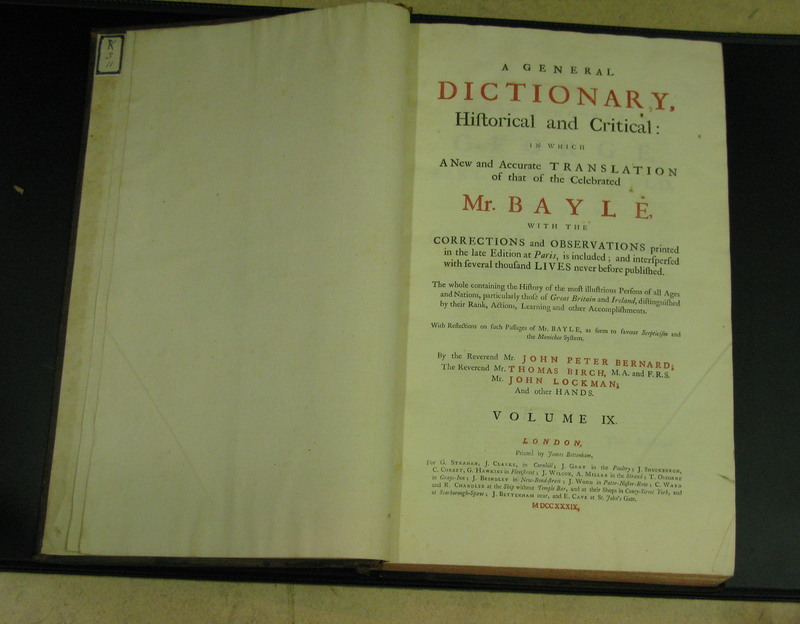 K
3
11
A GENERAL
DICTIONARY,
Hiſtorical and Critical:
IN WHICH
A New and Accurate TRANSLATION
of that of the Celebrated
Mr. BAYLE,
WITH THE
CORRECTIONS and OBSERVATIONS printed
in the late Edition at Paris, is included; and interſperſed
with ſeveral thouſand LIVES never before publiſhed.
The whole containing the Hiſtory of the moſt illuſtrious Perſons of all Ages
and Nations, particularly thoſe of Great Britain and Ireland, diſtinguiſhed
by their Rank, Actions, Learning and other Accompliſhments.
With Reflections on ſuch Paſſages of Mr. BAYLE, as ſeem to favour Scepticiſm and
the Manichee Syſtem.
By the Reverend Mr. JOHN PETER BERNARD;
The Reverend Mr. THOMAS BIRCH, M.A. and F.R.S.
Mr. JOHN LOCKMAN;
And other HANDS.
VOLUME IX.
LONDON,
Printed by James Bettenham,
For G. STRAHAN, J. CLARKE, in Cornhill; J. GRAY in the Poultry; J. SHUCKBURGH,
C. CORBET, G. HAWKINS in Fleetſtreet; J. WILCOX, A. MILLAR in the Strand; T. OSBORNE
in Grays-Inn; J. BRINDLEY in New-Bond-ſtreet; J. WOOD in Pater-Noſter-Row; C. WARD
and R. CHANDLER at the Ship without Temple Bar, and at their Shops in Coney-Street York, and
at Scarborough-Spaw; J. BETTENHAM near, and E. CAVE at St. John's Gate.
MDCCXXXIX,